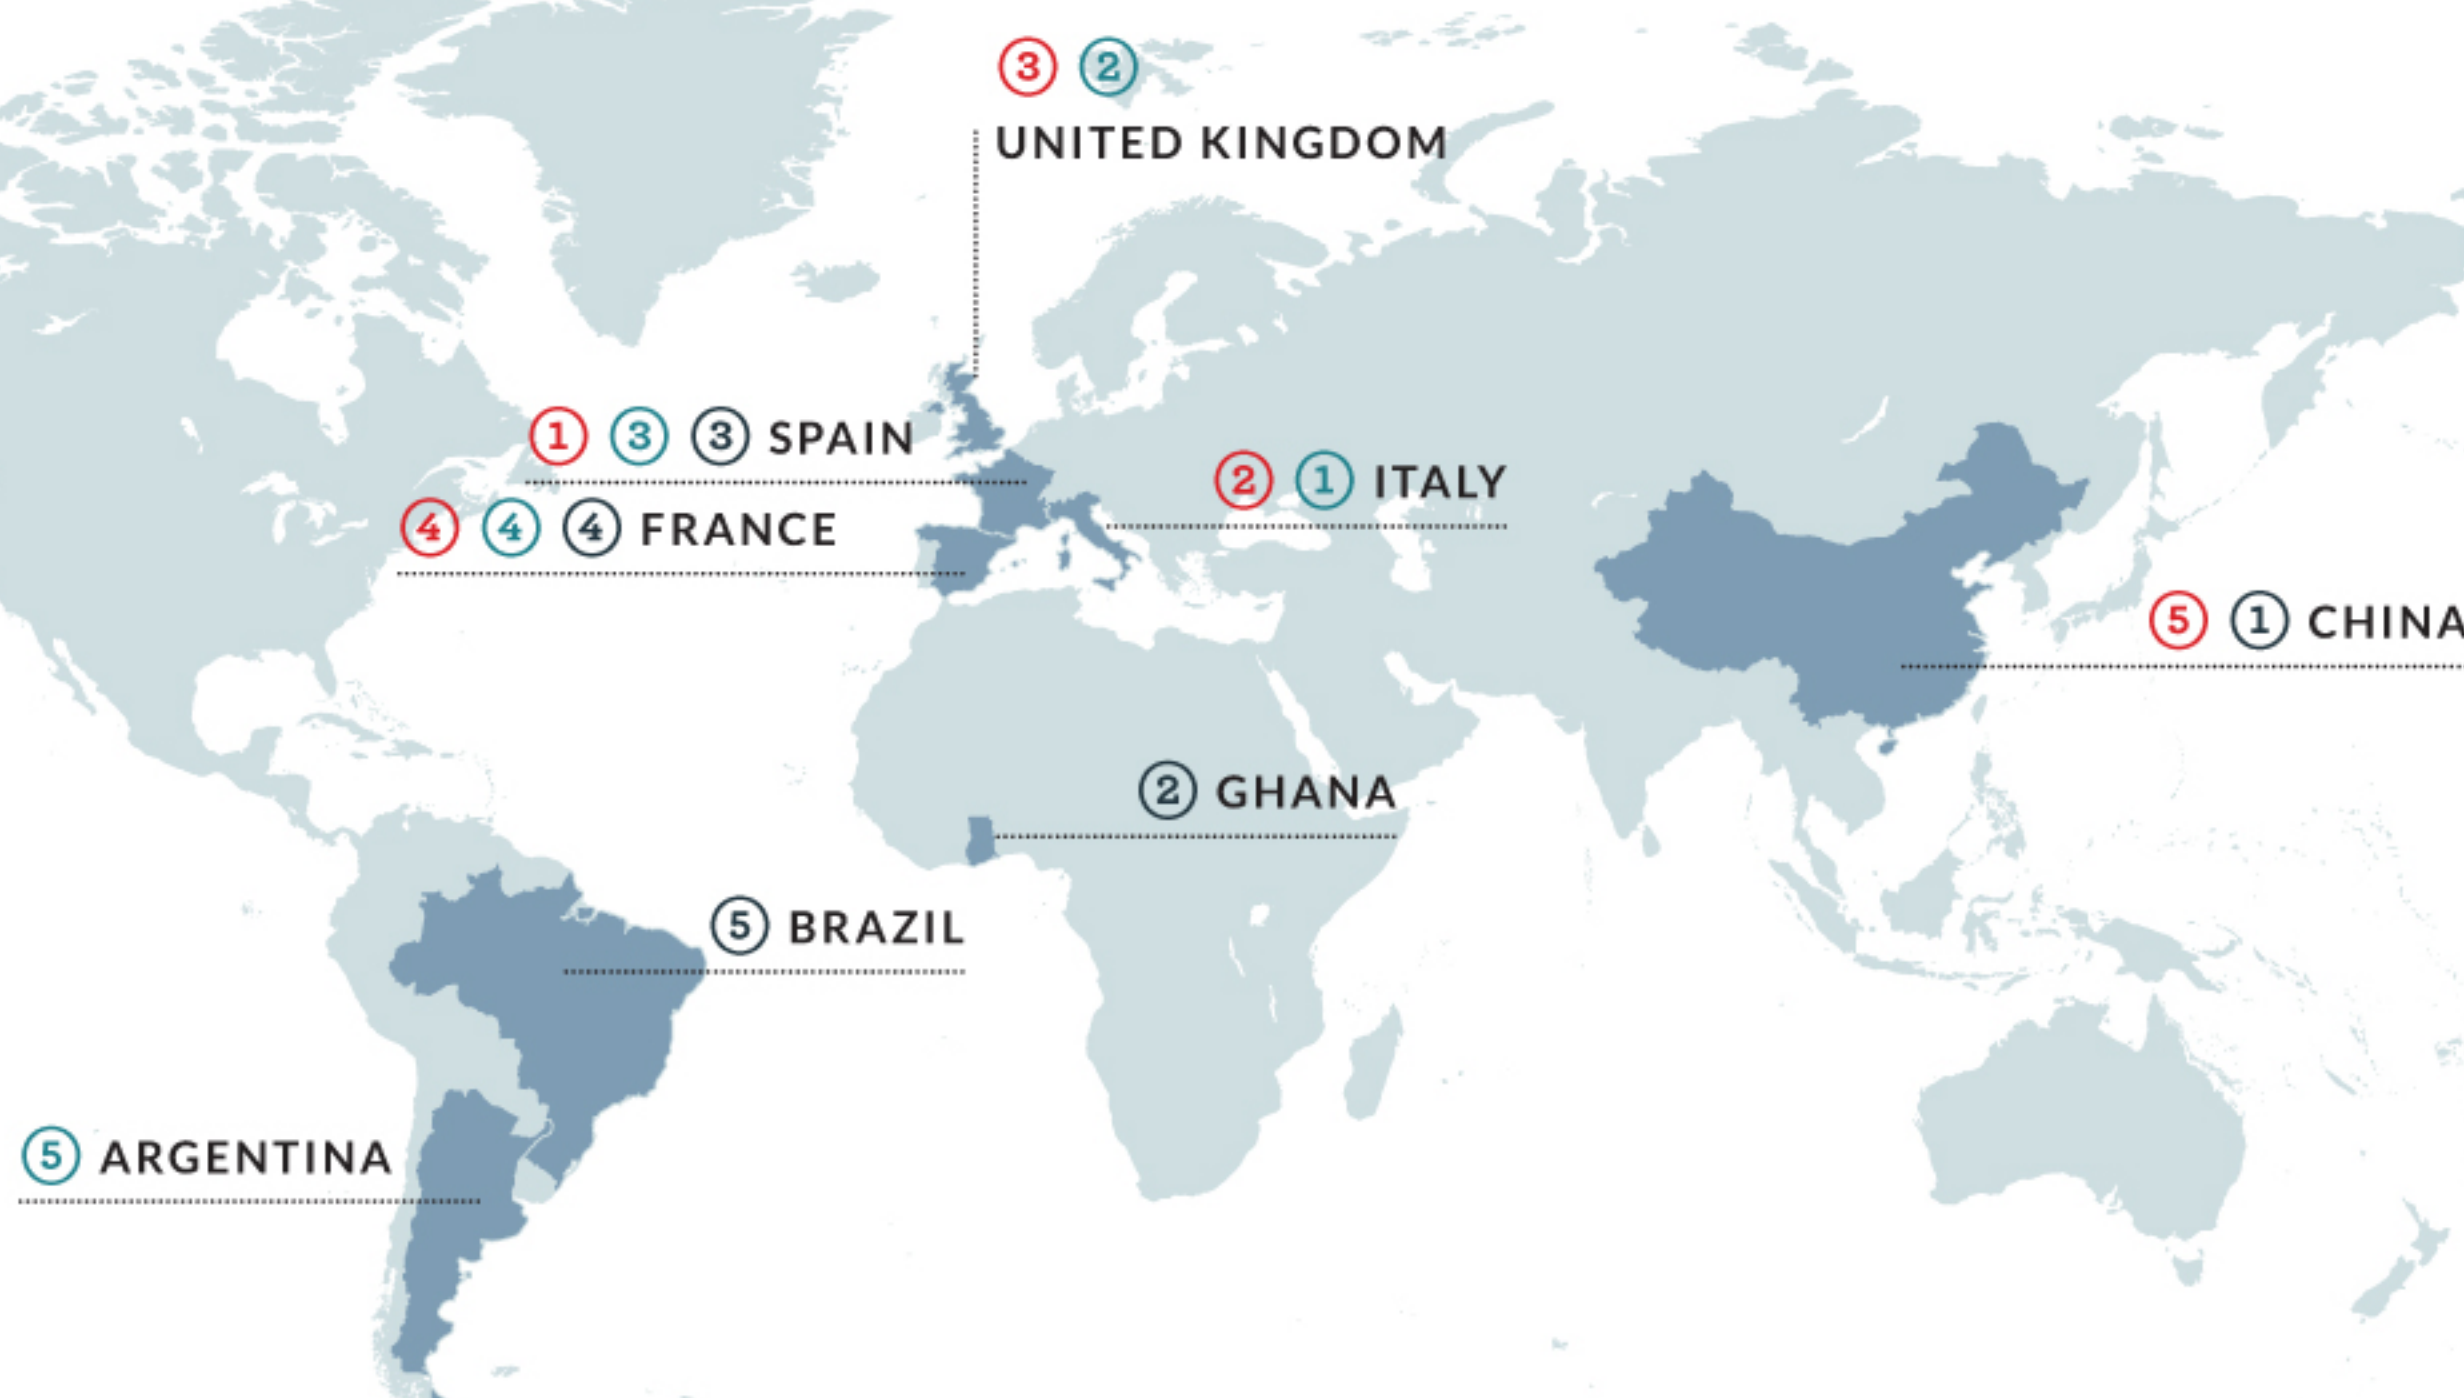 3 2
UNITED KINGDOM
1 3 3 SPAIN
2 1 ITALY
4 4 4 FRANCE
5 1 CHINA
2 GHANA
5 BRAZIL
5 ARGENTINA